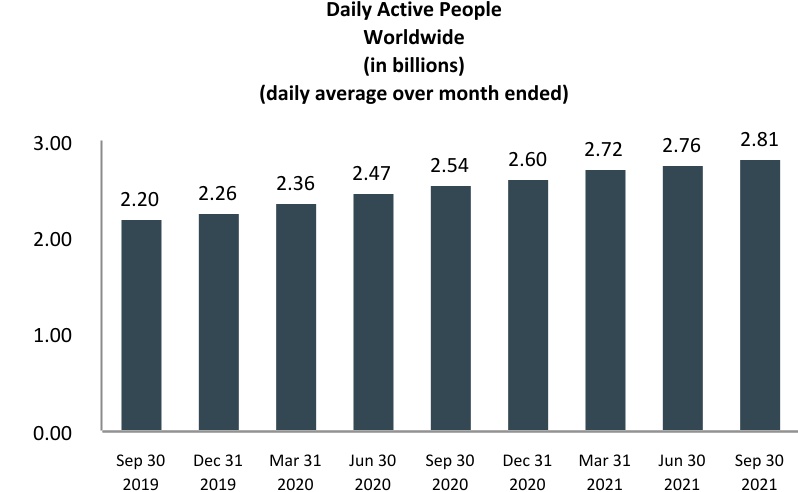 Daily Active People
Worldwide
(in billions)
(daily average over month ended)
3.00
2.00
1.00
0.00
2.20 2.26 2.36 2.47 2.54 2.60 2.72 2.76 2.81
Sep 30 Dec 31 Mar 31 Jun 30 Sep 30 Dec 31 Mar 31 Jun 30 Sep 30
2019 2019 2020 2020 2020 2020 2021 2021 2021